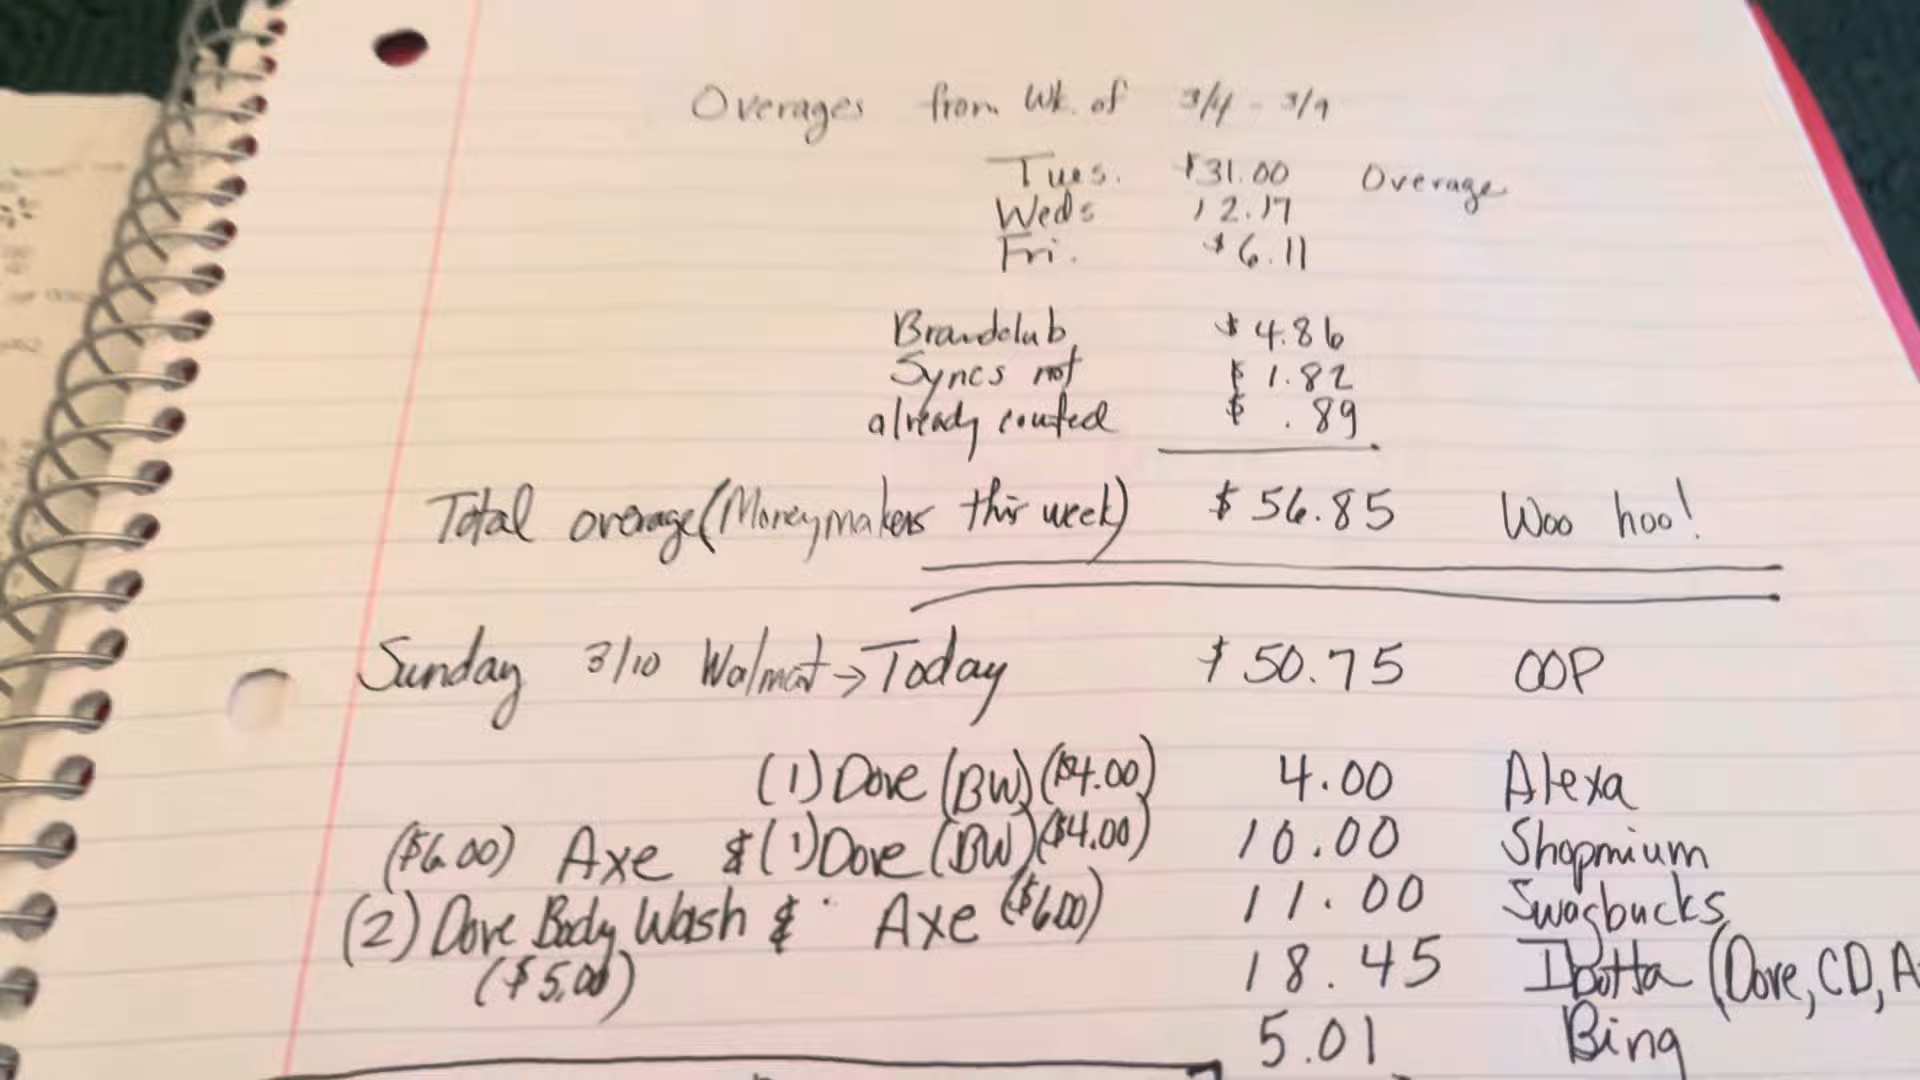 Overages from Wk. of 3/4 - 3/9
Tues. $31.00 Overage
Weds 12.17
Fri. $6.11
Brandclub $4.86
Syncs not $1.82
already counted $ .89
Total overage (Moneymakers this week) $56.85 Woo hoo!
Sunday 3/10 Walmart → Today $50.75 OOP
(1) Dove (BW) ($4.00) 4.00 Alexa
($6.00) Axe & (1) Dove (BW) ($4.00) 10.00 Shopmium
(2) Dove Body Wash & Axe ($6.00) 11.00 Swagbucks
($5.00) 18.45 Ibotta (Dove, CD, A
5.01 Bing